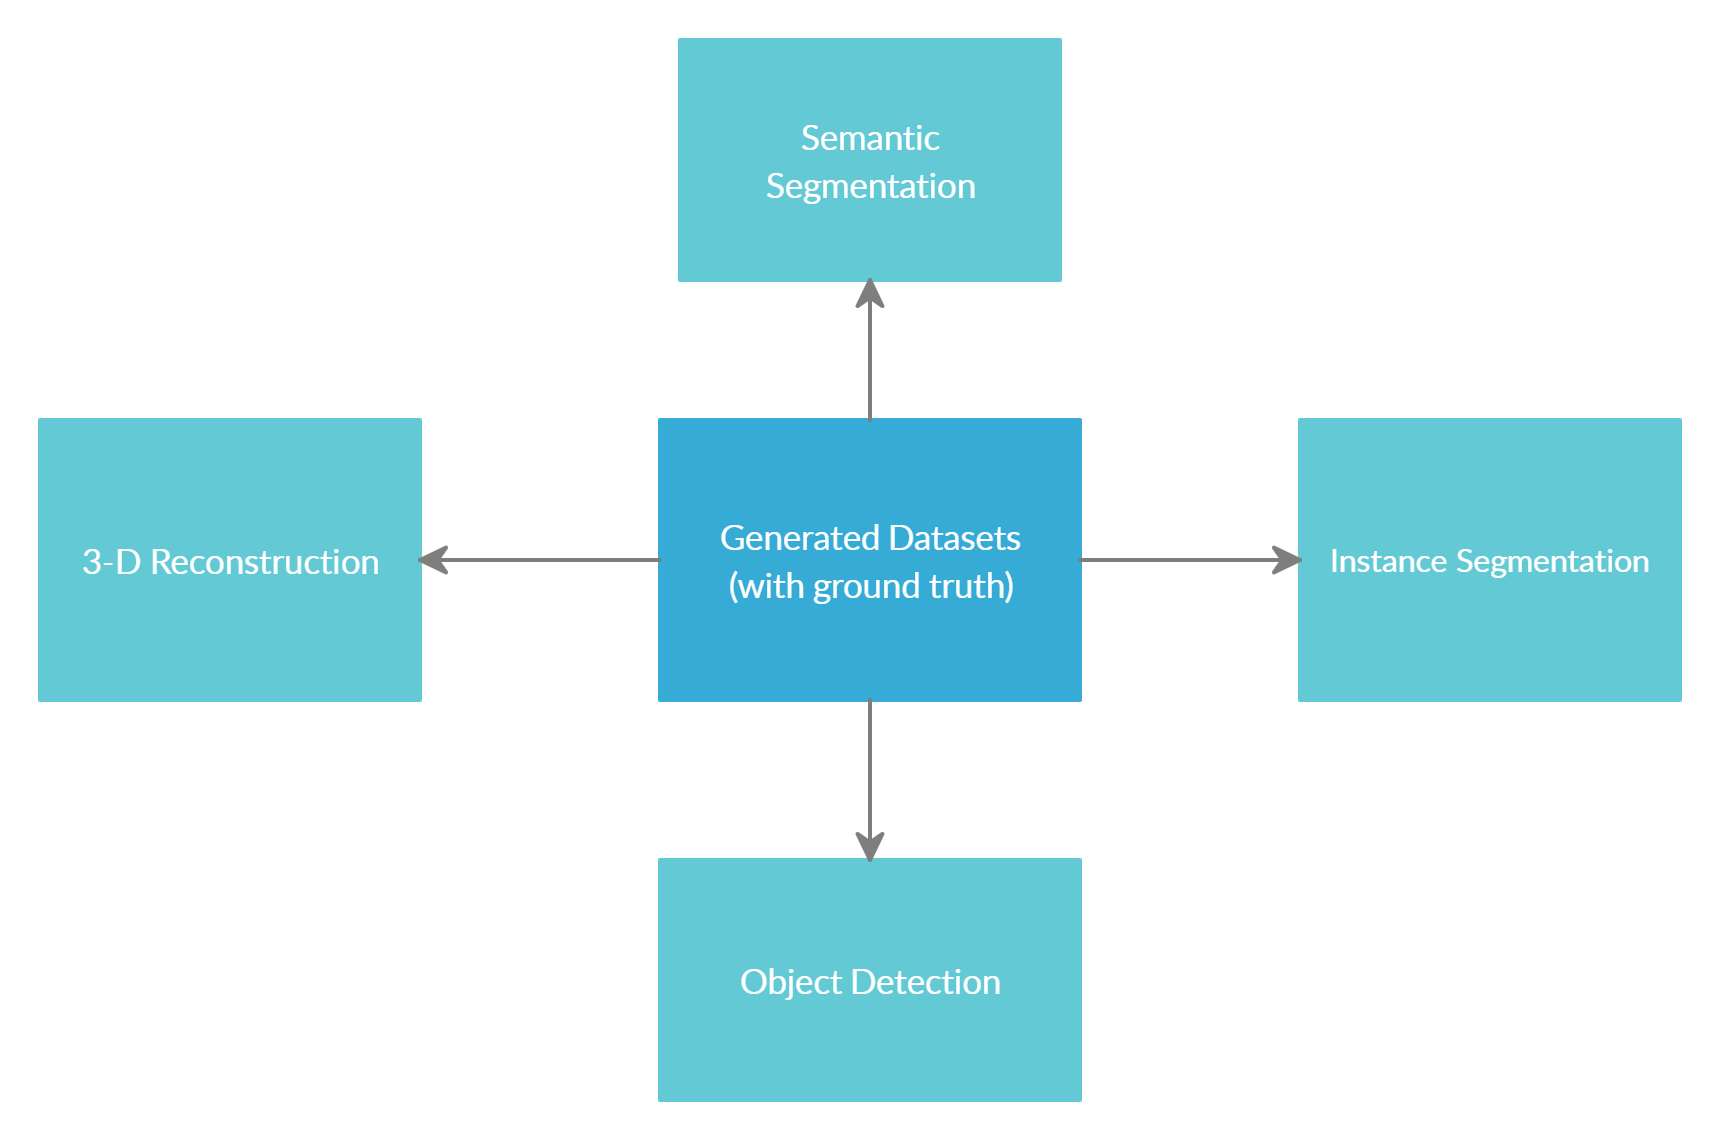 Semantic
Segmentation
3-D Reconstruction
Generated Datasets
(with ground truth)
Instance Segmentation
Object Detection